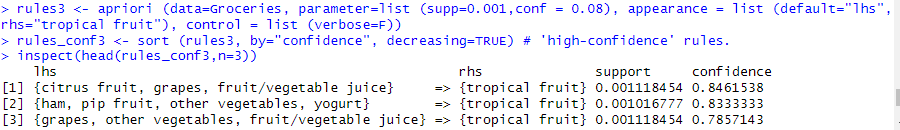 > rules3 <- apriori (data=Groceries, parameter=list (supp=0.001,conf = 0.08), appearance = list (default="lhs",
rhs="tropical fruit"), control = list (verbose=F))
> rules_conf3 <- sort (rules3, by="confidence", decreasing=TRUE) # 'high-confidence' rules.
> inspect(head(rules_conf3,n=3))
lhs rhs support confidence
[1] {citrus fruit, grapes, fruit/vegetable juice} => {tropical fruit} 0.001118454 0.8461538
[2] {ham, pip fruit, other vegetables, yogurt} => {tropical fruit} 0.001016777 0.8333333
[3] {grapes, other vegetables, fruit/vegetable juice} => {tropical fruit} 0.001118454 0.7857143